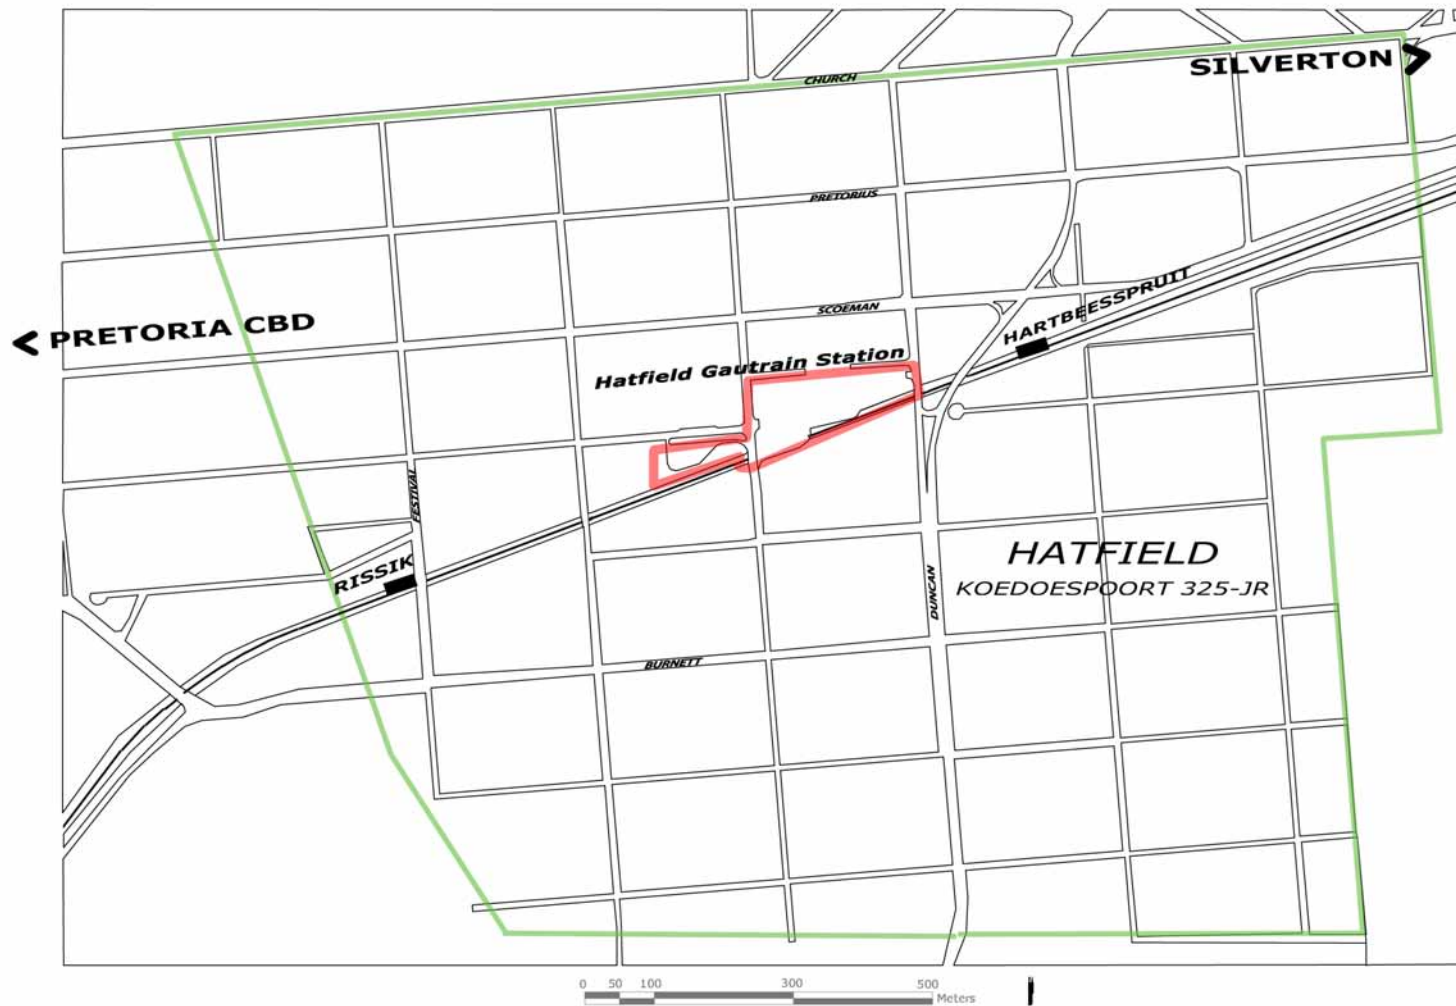 SILVERTON
CHURCH
PRETORIUS
HARTBEESSPRUIT
SCOEMAN
PRETORIA CBD
Hatfield Gautrain Station
FESTIVAL
RISSIK
HATFIELD
KOEDOESPOORT 325-JR
DUNCAN
BURNETT
0 50 100 300 500
Meters